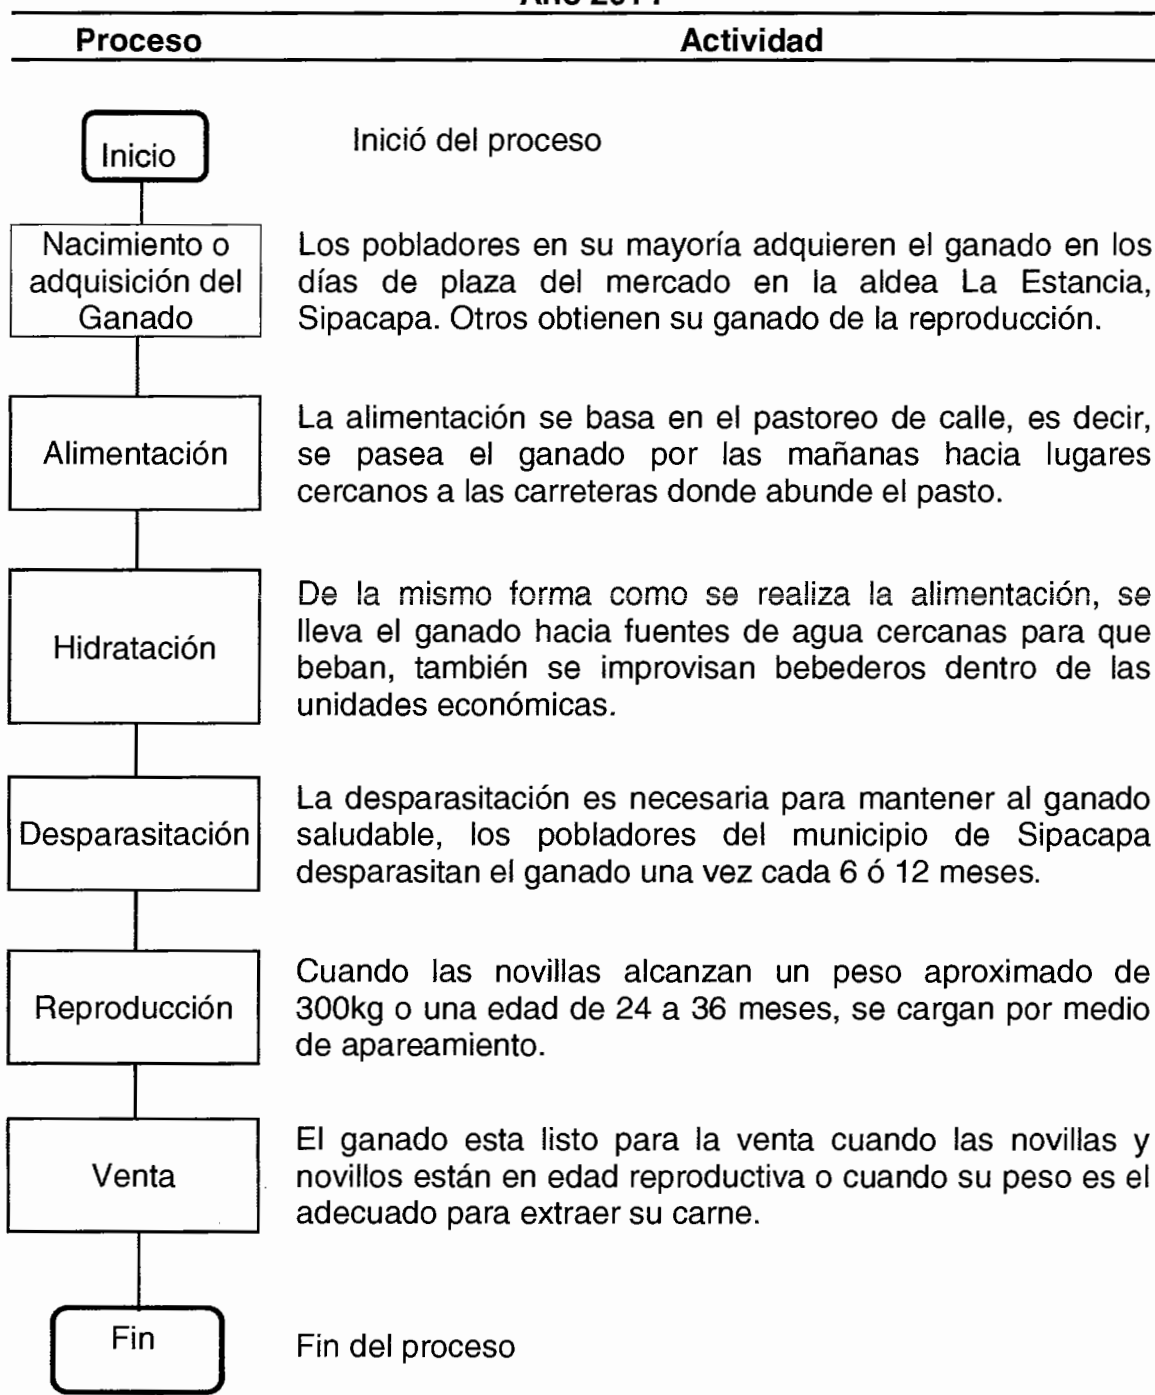 Proceso Actividad
Inicio
Inició del proceso
Nacimiento o
adquisición del
Ganado
Los pobladores en su mayoría adquieren el ganado en los
días de plaza del mercado en la aldea La Estancia,
Sipacapa. Otros obtienen su ganado de la reproducción.
Alimentación
La alimentación se basa en el pastoreo de calle, es decir,
se pasea el ganado por las mañanas hacia lugares
cercanos a las carreteras donde abunde el pasto.
Hidratación
De la mismo forma como se realiza la alimentación, se
lleva el ganado hacia fuentes de agua cercanas para que
beban, también se improvisan bebederos dentro de las
unidades económicas.
Desparasitación
La desparasitación es necesaria para mantener al ganado
saludable, los pobladores del municipio de Sipacapa
desparasitan el ganado una vez cada 6 ó 12 meses.
Reproducción
Cuando las novillas alcanzan un peso aproximado de
300kg o una edad de 24 a 36 meses, se cargan por medio
de apareamiento.
Venta
El ganado esta listo para la venta cuando las novillas y
novillos están en edad reproductiva o cuando su peso es el
adecuado para extraer su carne.
Fin
Fin del proceso